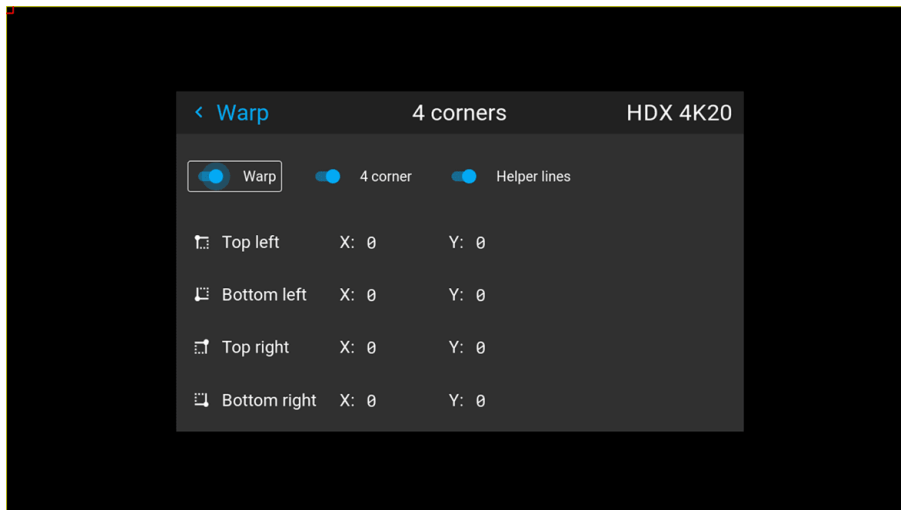 Warp 4 corners HDX 4K20
Warp 4 corner Helper lines
Top left X: 0 Y: 0
Bottom left X: 0 Y: 0
Top right X: 0 Y: 0
Bottom right X: 0 Y: 0